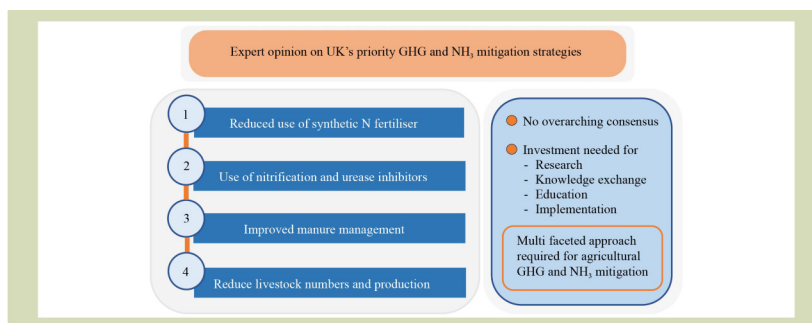 Expert opinion on UK's priority GHG and NH₃ mitigation strategies
1
Reduced use of synthetic N fertiliser
2
Use of nitrification and urease inhibitors
3
Improved manure management
4
Reduce livestock numbers and production
No overarching consensus
Investment needed for
- Research
- Knowledge exchange
- Education
- Implementation
Multi faceted approach
required for agricultural
GHG and NH₃ mitigation